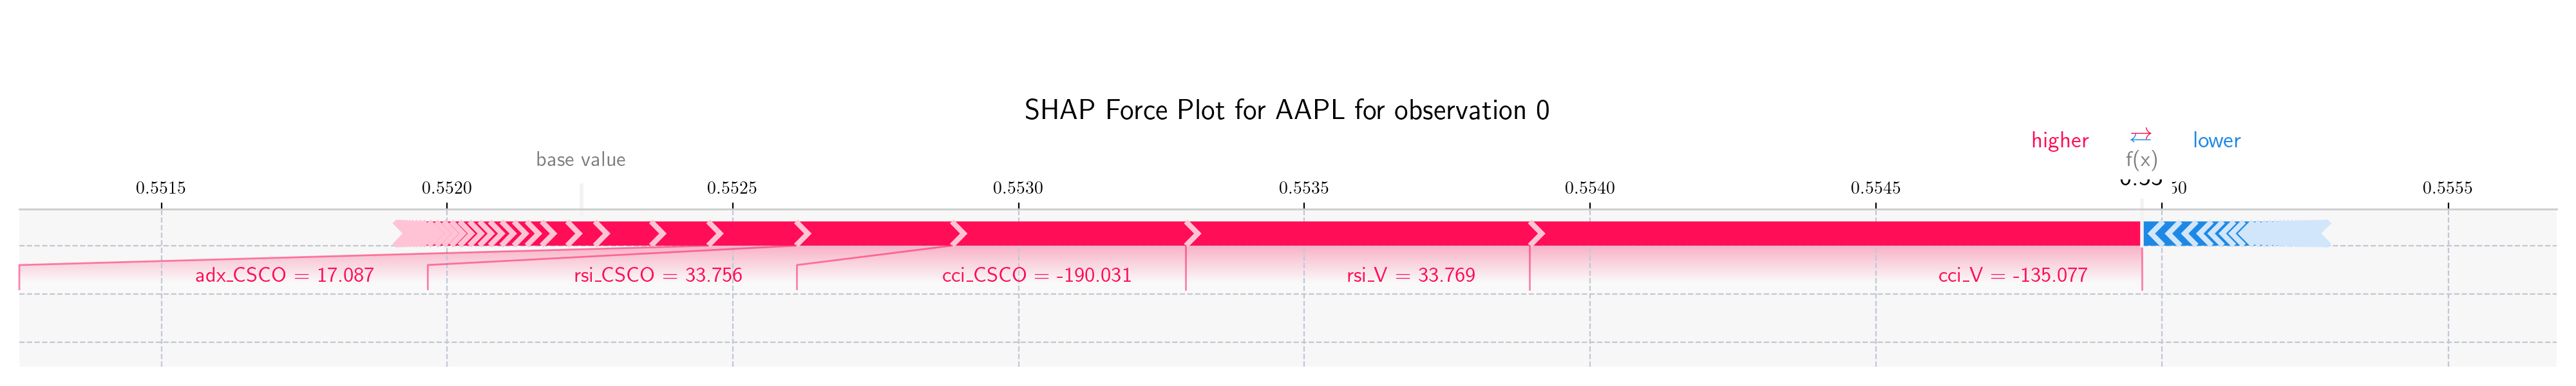 SHAP Force Plot for AAPL for observation 0
higher ⇄ lower
base value f(x)
0.5515 0.5520 0.5525 0.5530 0.5535 0.5540 0.5545 0.5555
adx_CSCO = 17.087 rsi_CSCO = 33.756 cci_CSCO = -190.031 rsi_V = 33.769 cci_V = -135.077